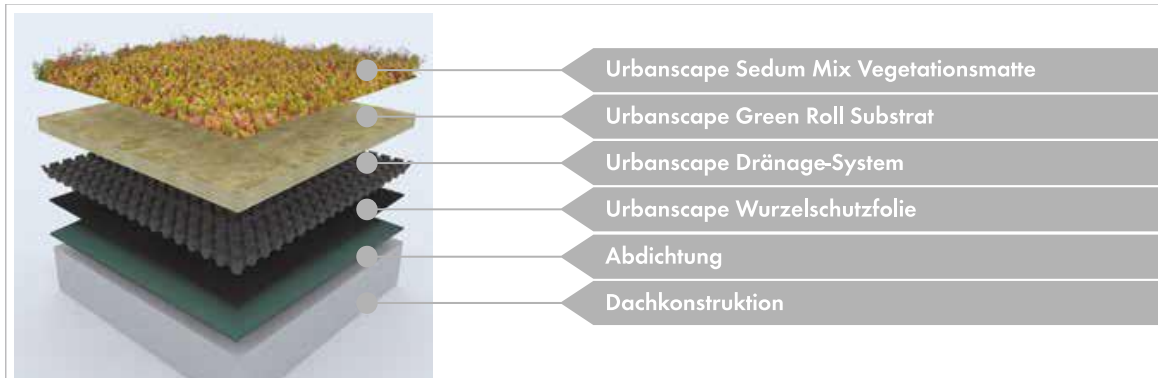 Urbanscape Sedum Mix Vegetationsmatte
Urbanscape Green Roll Substrat
Urbanscape Dränage-System
Urbanscape Wurzelschutzfolie
Abdichtung
Dachkonstruktion